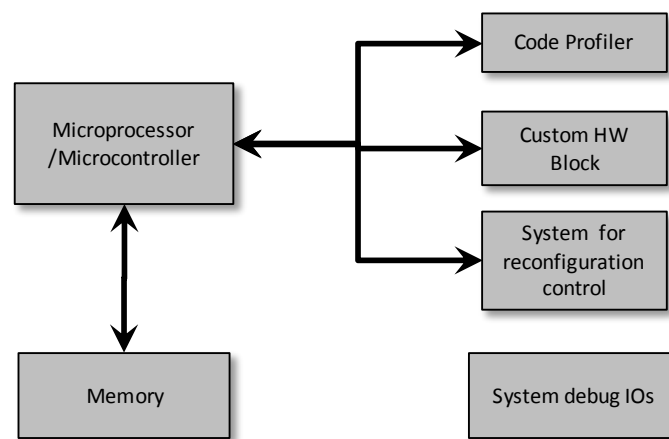 Code Profiler
Microprocessor
/Microcontroller
Custom HW
Block
System for
reconfiguration
control
Memory
System debug IOs